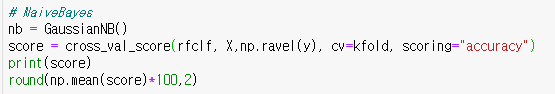 # NaiveBayes
nb = GaussianNB()
score = cross_val_score(rfclf, X,np.ravel(y), cv=kfold, scoring="accuracy")
print(score)
round(np.mean(score)*100,2)